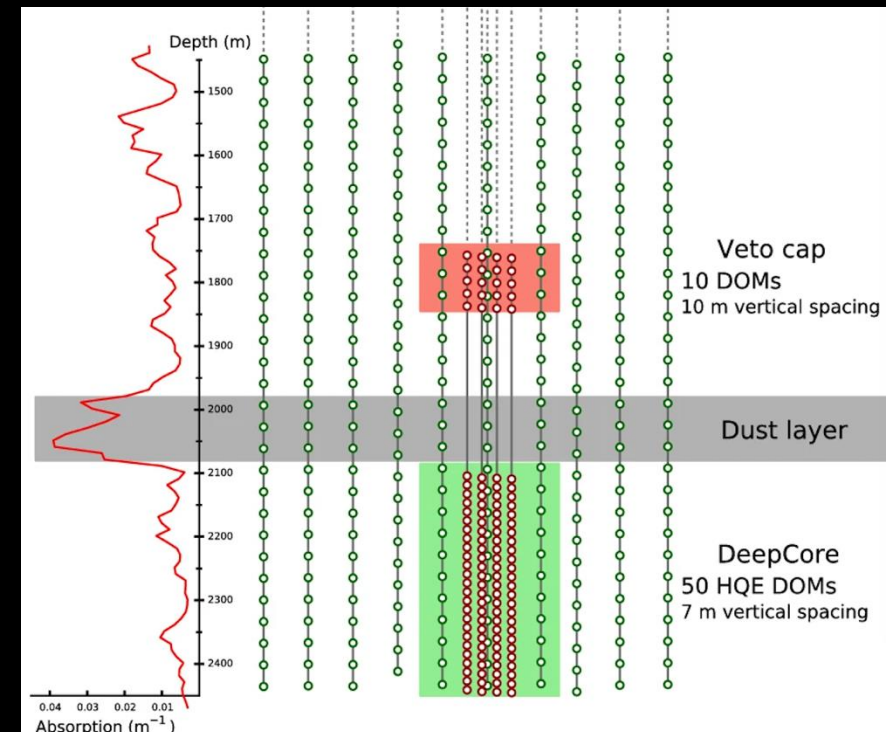 Depth (m)
1500
1600
1700
1800
1900
2000
2100
2200
2300
2400
0.04 0.03 0.02 0.01
Absorption (m⁻¹)
Veto cap
10 DOMs
10 m vertical spacing
Dust layer
DeepCore
50 HQE DOMs
7 m vertical spacing